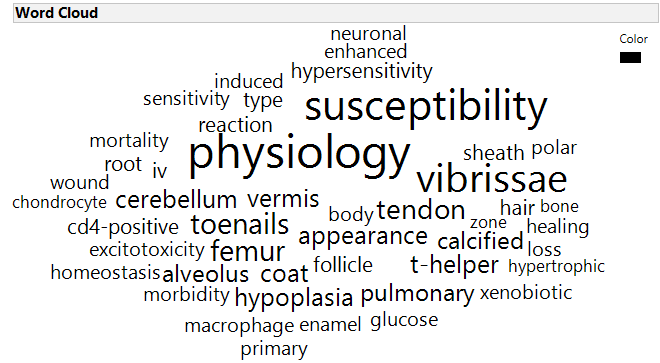 Word Cloud
Color
neuronal
enhanced
hypersensitivity
induced
sensitivity type
susceptibility
reaction
mortality
physiology
sheath polar
root iv
vibrissae
wound
chondrocyte cerebellum vermis
body tendon hair bone
cd4-positive toenails
zone healing
appearance calcified
excitotoxicity femur
loss
homeostasis alveolus coat follicle t-helper hypertrophic
morbidity hypoplasia pulmonary xenobiotic
macrophage enamel glucose
primary